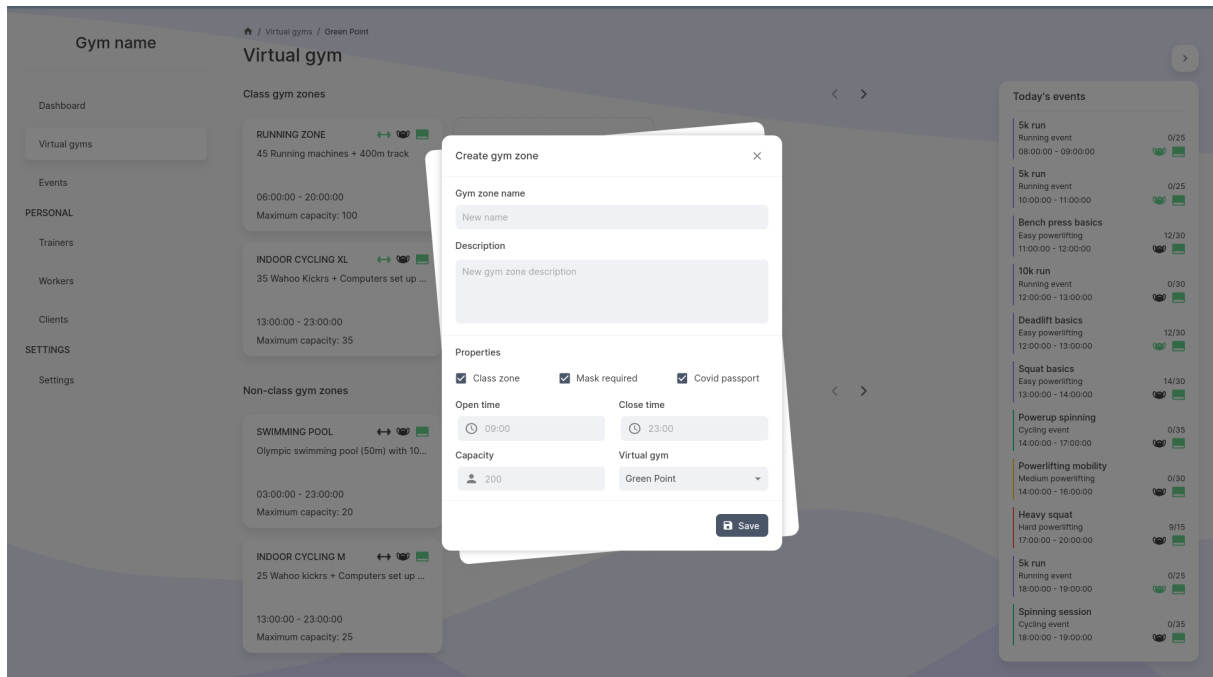 Gym name
Dashboard
Virtual gyms
Events
PERSONAL
Trainers
Workers
Clients
SETTINGS
Settings
/ Virtual gyms / Green Point
Virtual gym
Class gym zones
RUNNING ZONE
45 Running machines + 400m track
06:00:00 - 20:00:00
Maximum capacity: 100
INDOOR CYCLING XL
35 Wahoo Kickrs + Computers set up ...
13:00:00 - 23:00:00
Maximum capacity: 35
Non-class gym zones
SWIMMING POOL
Olympic swimming pool (50m) with 10...
03:00:00 - 23:00:00
Maximum capacity: 20
INDOOR CYCLING M
25 Wahoo kickrs + Computers set up ...
13:00:00 - 23:00:00
Maximum capacity: 25
Create gym zone
Gym zone name
New name
Description
New gym zone description
Properties
Class zone Mask required Covid passport
Open time Close time
09:00 23:00
Capacity Virtual gym
200 Green Point
Save
Today's events
5k run
Running event 0/25
08:00:00 - 09:00:00
5k run
Running event 0/25
10:00:00 - 11:00:00
Bench press basics
Easy powerlifting 12/30
11:00:00 - 12:00:00
10k run
Running event 0/30
12:00:00 - 13:00:00
Deadlift basics
Easy powerlifting 12/30
12:00:00 - 13:00:00
Squat basics
Easy powerlifting 14/30
13:00:00 - 14:00:00
Powerup spinning
Cycling event 0/35
14:00:00 - 17:00:00
Powerlifting mobility
Medium powerlifting 0/30
14:00:00 - 16:00:00
Heavy squat
Hard powerlifting 9/15
17:00:00 - 20:00:00
5k run
Running event 0/25
18:00:00 - 19:00:00
Spinning session
Cycling event 0/35
18:00:00 - 19:00:00